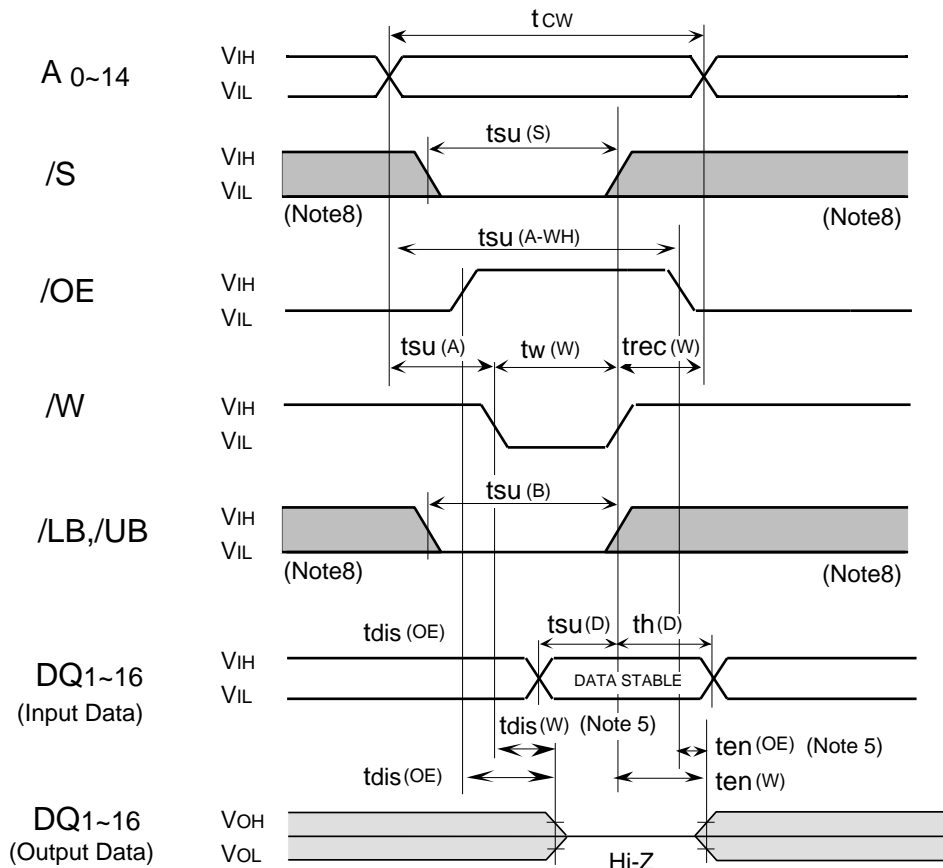 tCW
A 0~14
VIH
VIL
tsu (S)
/S
VIH
VIL
(Note8)
(Note8)
tsu (A-WH)
/OE
VIH
VIL
tsu (A)
tw (W)
trec (W)
/W
VIH
VIL
tsu (B)
/LB,/UB
VIH
VIL
(Note8)
(Note8)
tdis (OE)
tsu (D)
th (D)
DQ1~16
(Input Data)
VIH
VIL
DATA STABLE
tdis (W) (Note 5)
ten (OE) (Note 5)
tdis (OE)
ten (W)
DQ1~16
(Output Data)
VOH
VOL
Hi-Z